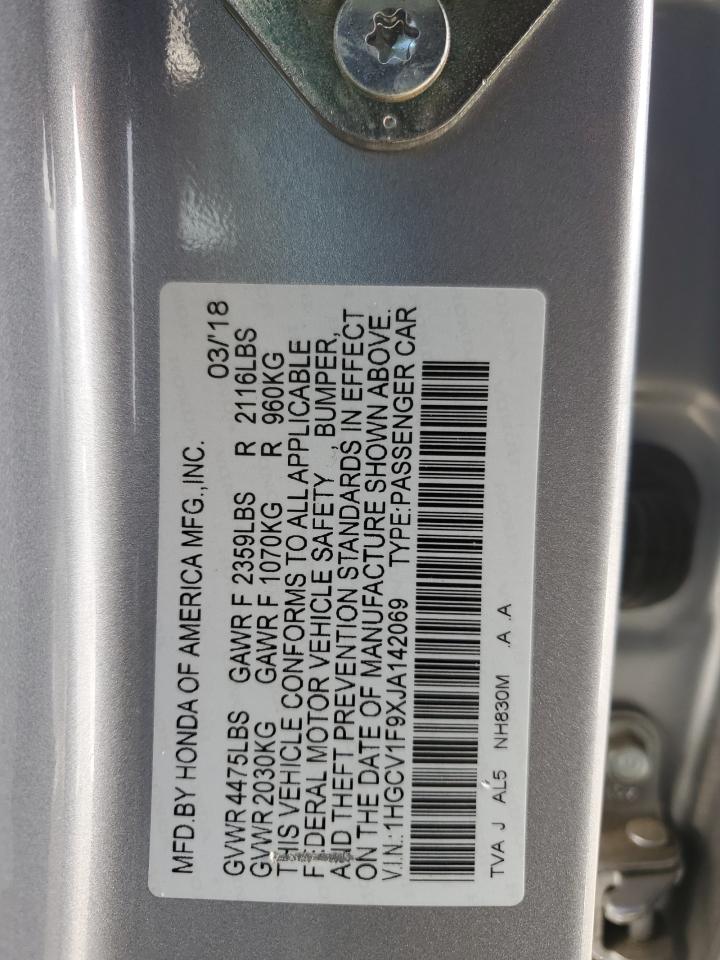 MFD.BY HONDA OF AMERICA MFG.,INC.
03/'18
GVWR 4475LBS GAWR F 2359LBS R 2116LBS
GVWR 2030KG GAWR F 1070KG R 960KG
THIS VEHICLE CONFORMS TO ALL APPLICABLE
FEDERAL MOTOR VEHICLE SAFETY , BUMPER,
AND THEFT PREVENTION STANDARDS IN EFFECT
ON THE DATE OF MANUFACTURE SHOWN ABOVE.
V.I.N.:1HGCV1F9XJA142069 TYPE:PASSENGER CAR
TVA J AL5 NH830M .A .A